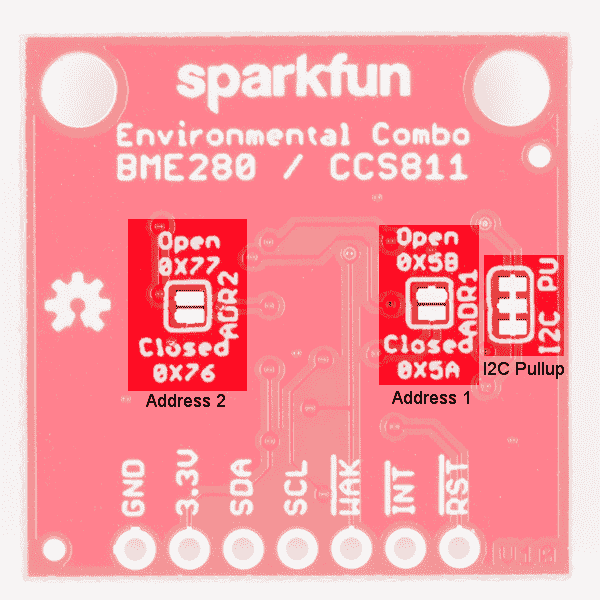 sparkfun
Environmental Combo
BME280 / CCS811
Open
0X77
ADR2
Closed
0X76
Address 2
Open
0X5B
ADR1
Closed
0X5A
Address 1
I2C PU
I2C Pullup
GND
3.3V
SDA
SCL
WAK
INT
RST